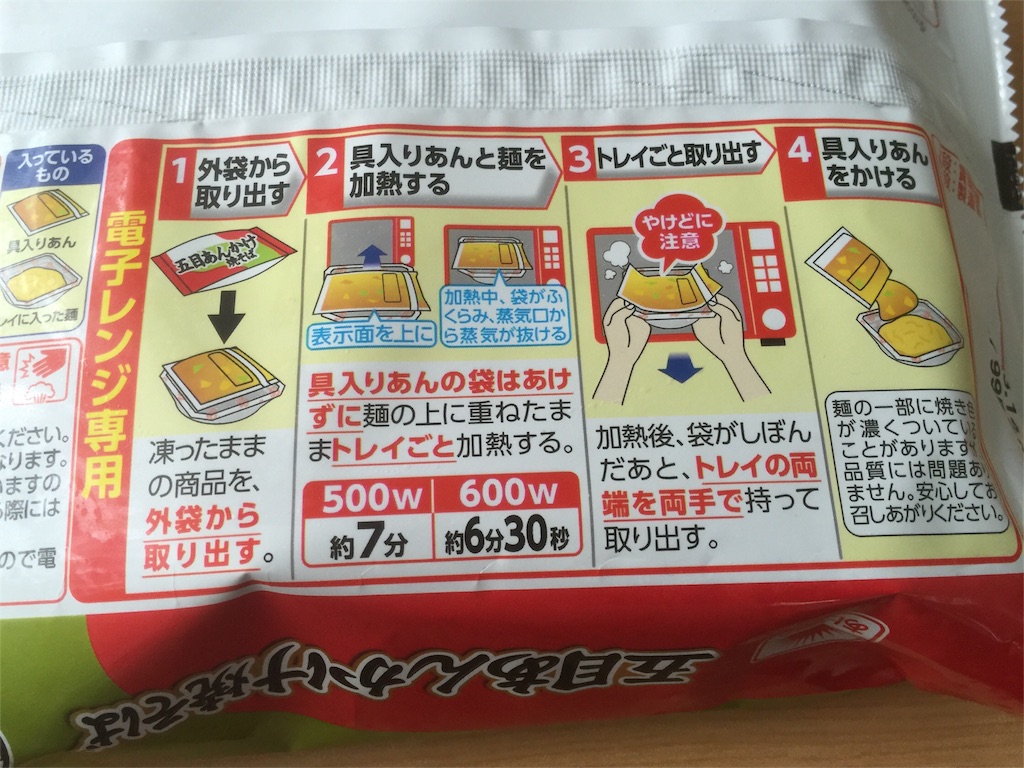 入っている
もの
具入りあん
レイに入った麺
電子レンジ専用
1 外袋から
取り出す
五目あんかけ
焼そば
凍ったまま
の商品を、
外袋から
取り出す。
2 具入りあんと麺を
加熱する
表示面を上に
加熱中、袋がふ
くらみ、蒸気口か
ら蒸気が抜ける
具入りあんの袋はあけ
ずに麺の上に重ねたま
まトレイごと加熱する。
500W 600W
約7分 約6分30秒
3 トレイごと取り出す
やけどに
注意
加熱後、袋がしぼん
だあと、トレイの両
端を両手で持って
取り出す。
4 具入りあん
をかける
麺の一部に焼き色
が濃くついている
ことがありますが、
品質には問題あり
ません。安心してお
召しあがりください。
意
ください。
なります。
いますの
際には
ので電
五目あんかけ焼そば